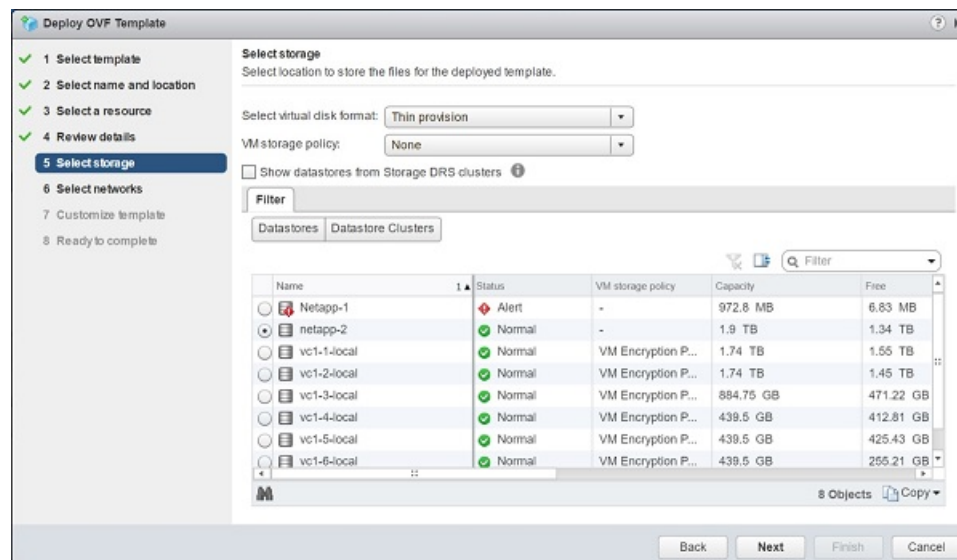 Deploy OVF Template
?
1 Select template
2 Select name and location
3 Select a resource
4 Review details
5 Select storage
6 Select networks
7 Customize template
8 Ready to complete
Select storage
Select location to store the files for the deployed template.
Select virtual disk format: Thin provision
VM storage policy: None
Show datastores from Storage DRS clusters
Filter
Datastores Datastore Clusters
Filter
Name 1 Status VM storage policy Capacity Free
Netapp-1 Alert - 972.8 MB 6.83 MB
netapp-2 Normal - 1.9 TB 1.34 TB
vc1-1-local Normal VM Encryption P... 1.74 TB 1.55 TB
vc1-2-local Normal VM Encryption P... 1.74 TB 1.45 TB
vc1-3-local Normal VM Encryption P... 884.75 GB 471.22 GB
vc1-4-local Normal VM Encryption P... 439.5 GB 412.81 GB
vc1-5-local Normal VM Encryption P... 439.5 GB 425.43 GB
vc1-6-local Normal VM Encryption P... 439.5 GB 255.21 GB
8 Objects Copy
Back Next Finish Cancel